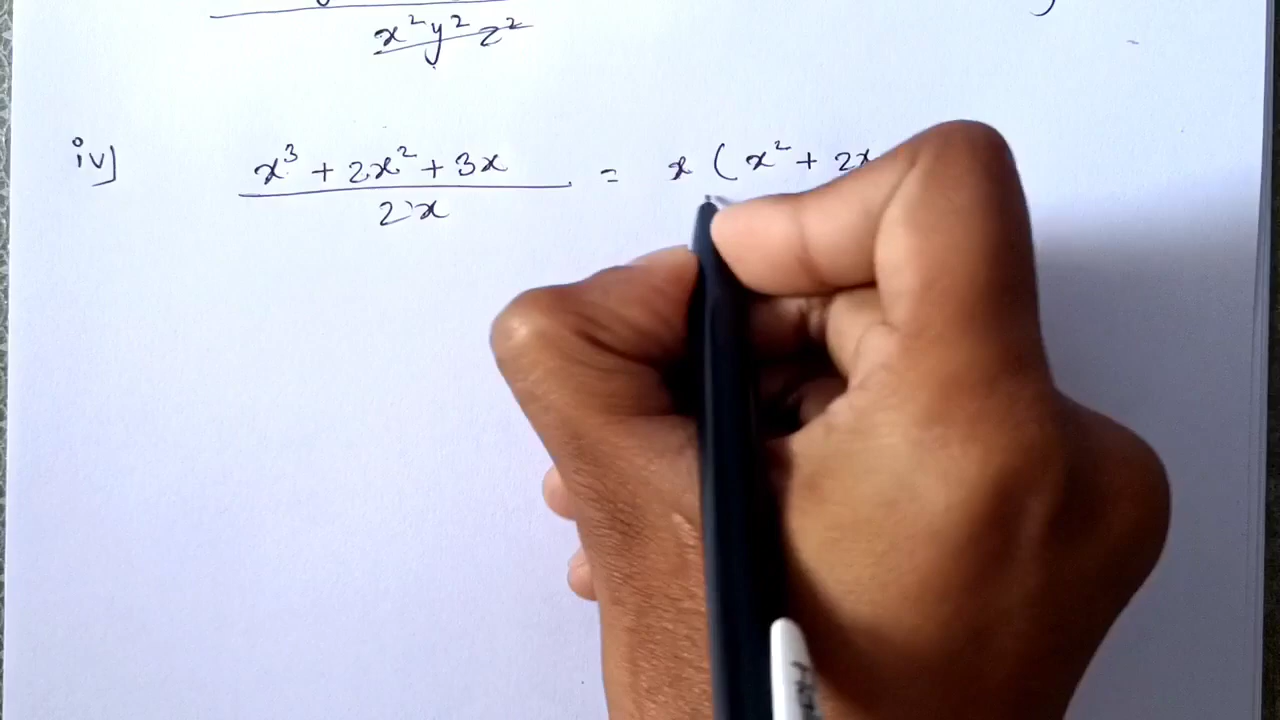 x²y²z²
iv) x³ + 2x² + 3x = x (x² + 2x
2x